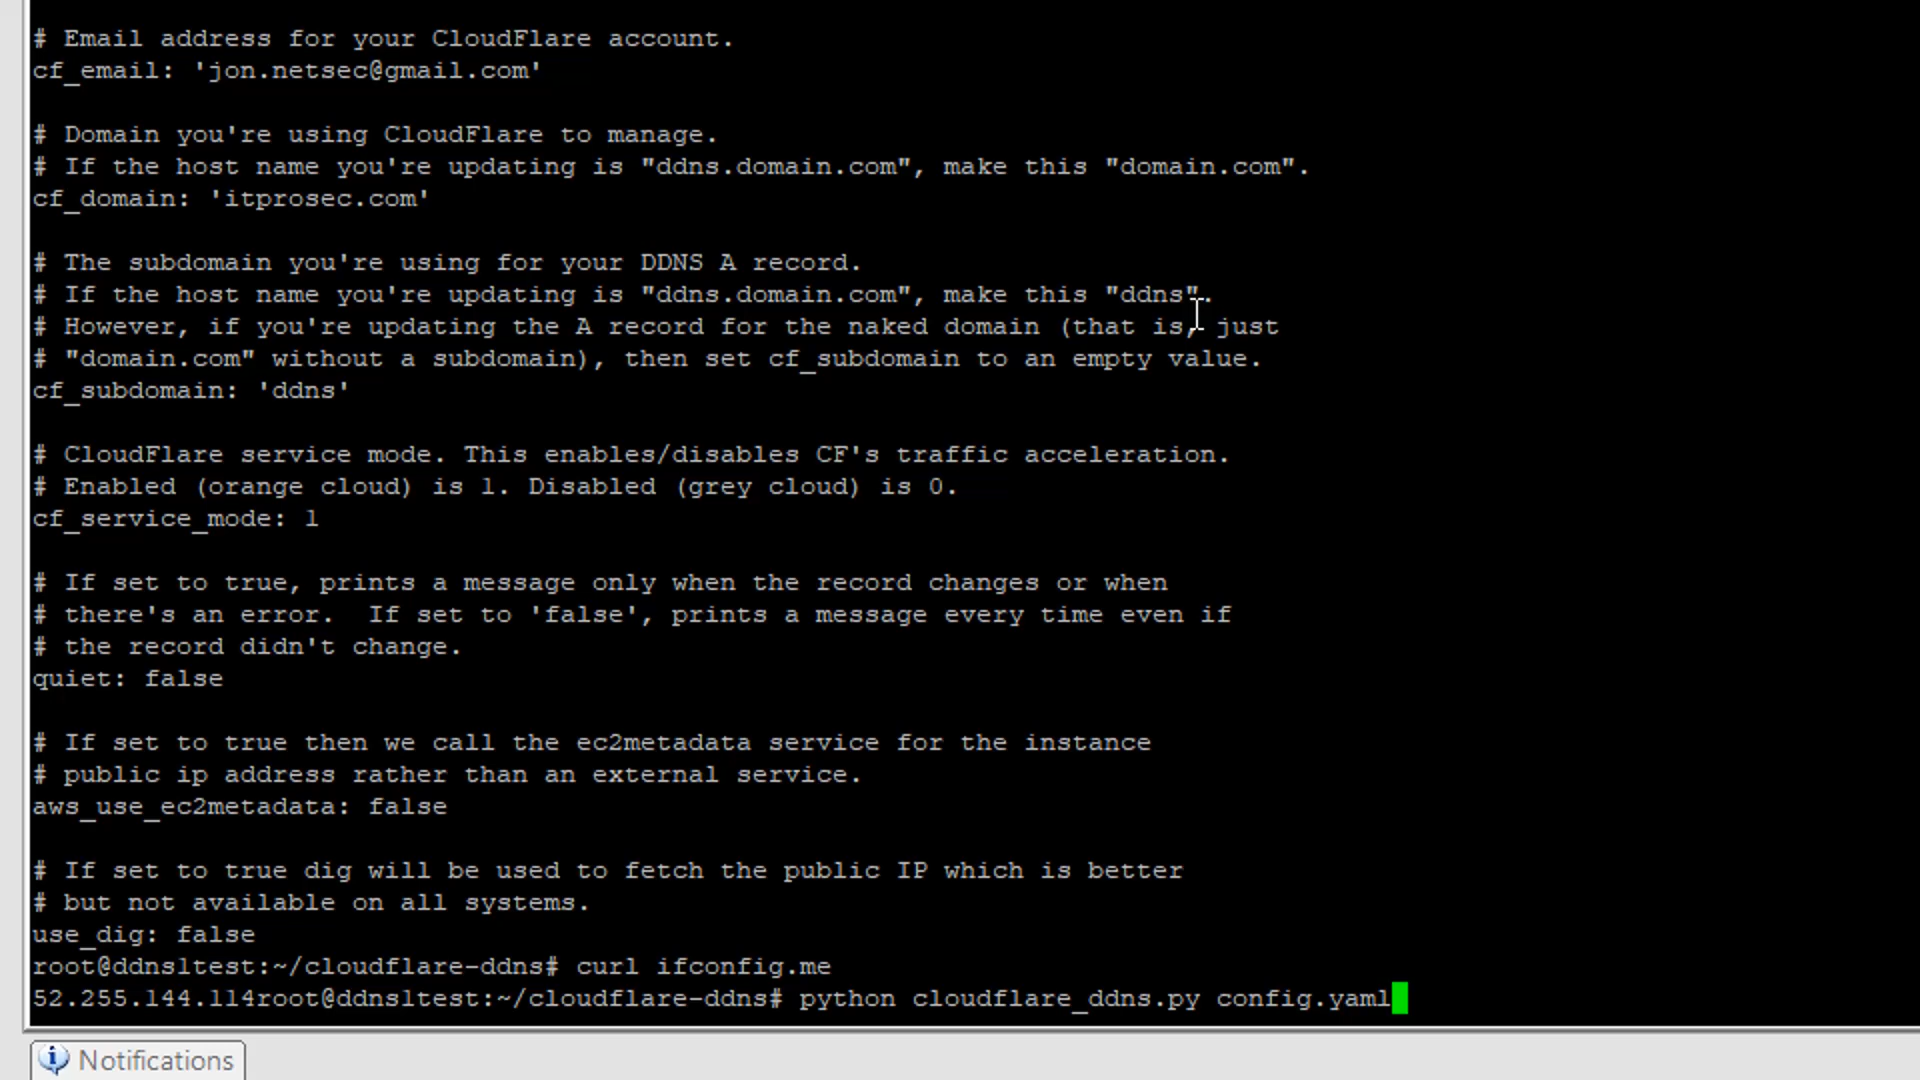 # Email address for your CloudFlare account.
cf_email: 'jon.netsec@gmail.com'
# Domain you're using CloudFlare to manage.
# If the host name you're updating is "ddns.domain.com", make this "domain.com".
cf_domain: 'itprosec.com'
# The subdomain you're using for your DDNS A record.
# If the host name you're updating is "ddns.domain.com", make this "ddns".
# However, if you're updating the A record for the naked domain (that is, just
# "domain.com" without a subdomain), then set cf_subdomain to an empty value.
cf_subdomain: 'ddns'
# CloudFlare service mode. This enables/disables CF's traffic acceleration.
# Enabled (orange cloud) is 1. Disabled (grey cloud) is 0.
cf_service_mode: 1
# If set to true, prints a message only when the record changes or when
# there's an error.  If set to 'false', prints a message every time even if
# the record didn't change.
quiet: false
# If set to true then we call the ec2metadata service for the instance
# public ip address rather than an external service.
aws_use_ec2metadata: false
# If set to true dig will be used to fetch the public IP which is better
# but not available on all systems.
use_dig: false
root@ddns1test:~/cloudflare-ddns# curl ifconfig.me
52.255.144.114root@ddns1test:~/cloudflare-ddns# python cloudflare_ddns.py config.yaml
Notifications